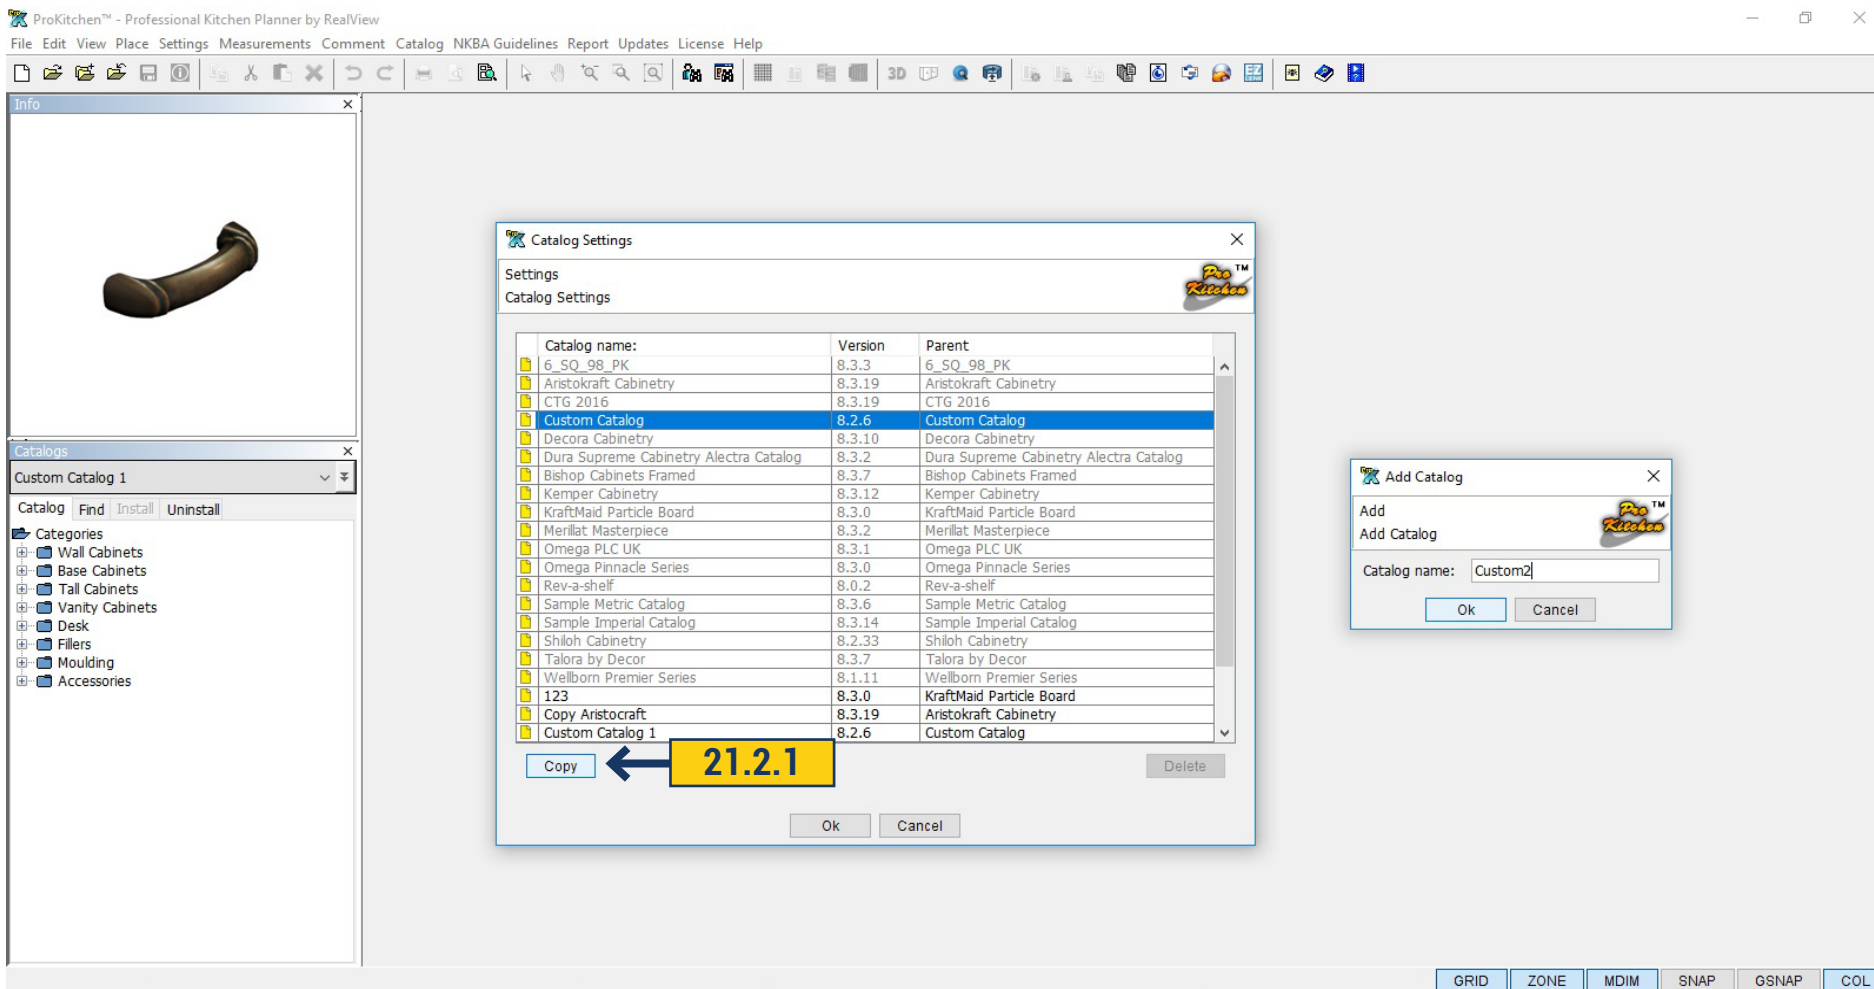 ProKitchen™ - Professional Kitchen Planner by RealView
File Edit View Place Settings Measurements Comment Catalog NKBA Guidelines Report Updates License Help
3D
EZ
Info
Catalogs
Custom Catalog 1
Catalog Find Install Uninstall
Categories
Wall Cabinets
Base Cabinets
Tall Cabinets
Vanity Cabinets
Desk
Fillers
Moulding
Accessories
Catalog Settings
Settings
Catalog Settings
Pro Kitchen ™
Catalog name: Version Parent
6_SQ_98_PK 8.3.3 6_SQ_98_PK
Aristokraft Cabinetry 8.3.19 Aristokraft Cabinetry
CTG 2016 8.3.19 CTG 2016
Custom Catalog 8.2.6 Custom Catalog
Decora Cabinetry 8.3.10 Decora Cabinetry
Dura Supreme Cabinetry Alectra Catalog 8.3.2 Dura Supreme Cabinetry Alectra Catalog
Bishop Cabinets Framed 8.3.7 Bishop Cabinets Framed
Kemper Cabinetry 8.3.12 Kemper Cabinetry
KraftMaid Particle Board 8.3.0 KraftMaid Particle Board
Merillat Masterpiece 8.3.2 Merillat Masterpiece
Omega PLC UK 8.3.1 Omega PLC UK
Omega Pinnacle Series 8.3.0 Omega Pinnacle Series
Rev-a-shelf 8.0.2 Rev-a-shelf
Sample Metric Catalog 8.3.6 Sample Metric Catalog
Sample Imperial Catalog 8.3.14 Sample Imperial Catalog
Shiloh Cabinetry 8.2.33 Shiloh Cabinetry
Talora by Decor 8.3.7 Talora by Decor
Wellborn Premier Series 8.1.11 Wellborn Premier Series
123 8.3.0 KraftMaid Particle Board
Copy Aristocraft 8.3.19 Aristokraft Cabinetry
Custom Catalog 1 8.2.6 Custom Catalog
Copy 21.2.1 Delete
Ok Cancel
Add Catalog
Add
Add Catalog
Pro Kitchen ™
Catalog name: Custom2
Ok Cancel
GRID ZONE MDIM SNAP GSNAP COL